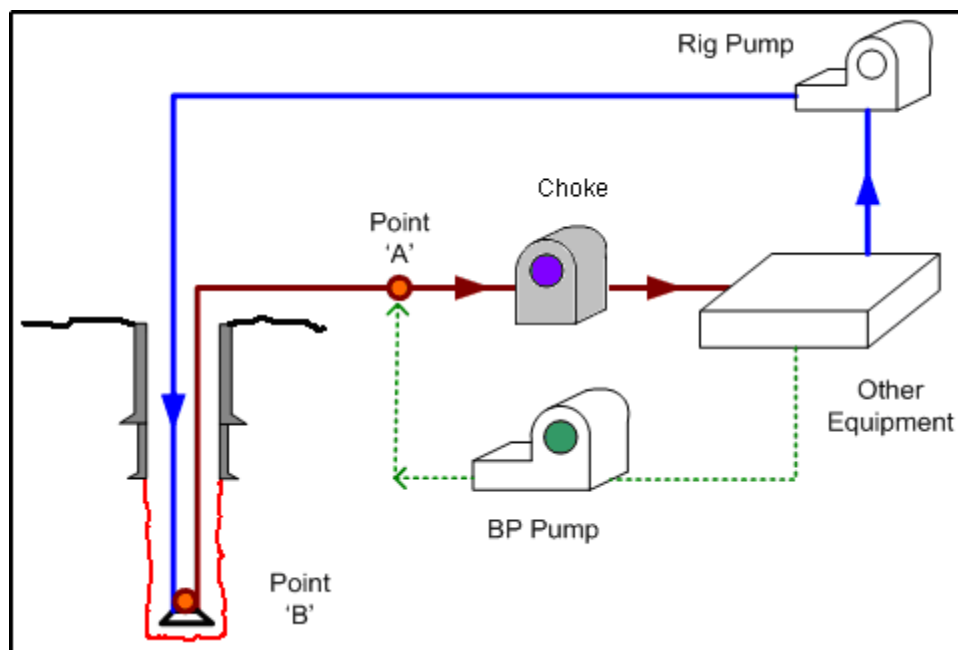 Rig Pump
Choke
Point
‘A’
Other
Equipment
BP Pump
Point
‘B’